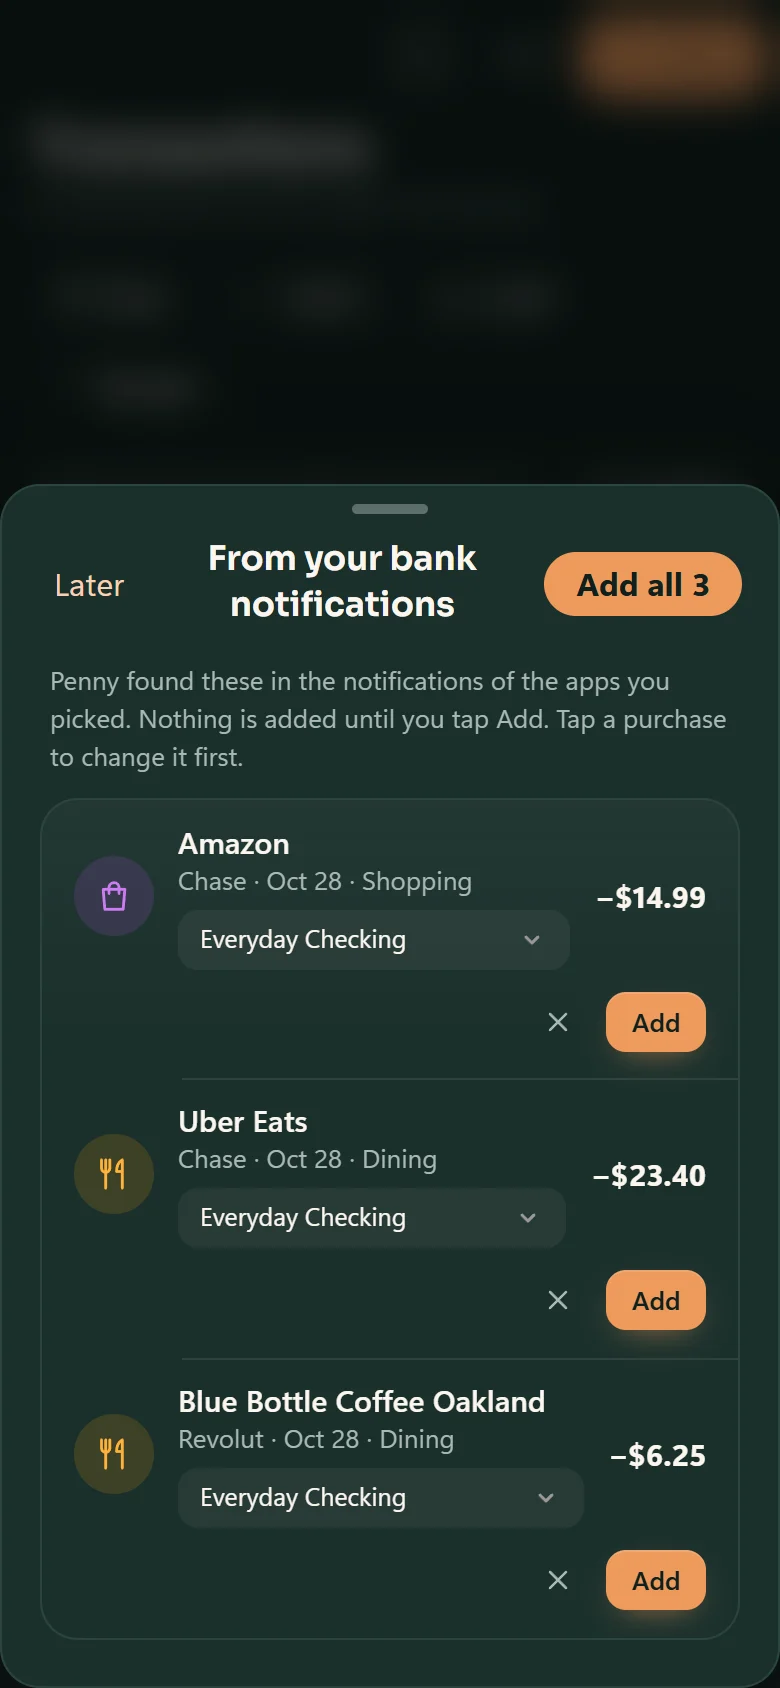 Later
From your bank
notifications
Add all 3
Penny found these in the notifications of the apps you
picked. Nothing is added until you tap Add. Tap a purchase
to change it first.
Amazon
Chase · Oct 28 · Shopping
Everyday Checking
–$14.99
Add
Uber Eats
Chase · Oct 28 · Dining
Everyday Checking
–$23.40
Add
Blue Bottle Coffee Oakland
Revolut · Oct 28 · Dining
Everyday Checking
–$6.25
Add